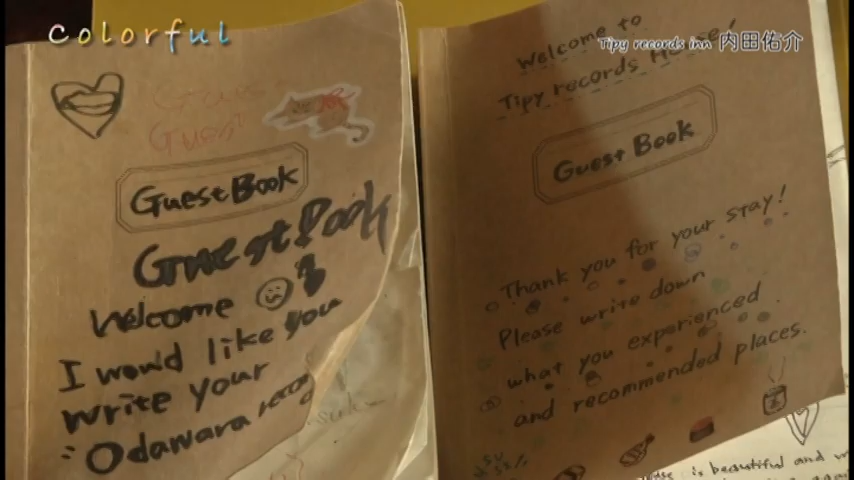 Colorful
Tipy records inn 内田佑介
Guest
Guest Book
Guest Book
Welcome
I would like you
write your
Odawara
Welcome to
Tipy records House!
Guest Book
Thank you for your stay!
Please write down
what you experienced
and recommended places.
is beautiful and